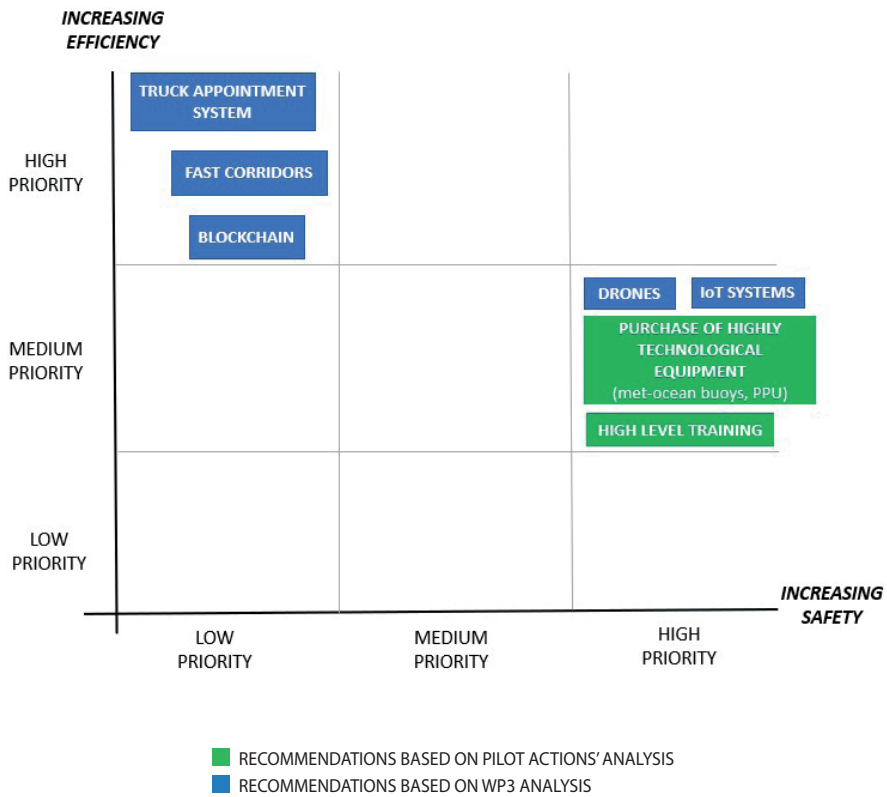 INCREASING
EFFICIENCY
TRUCK APPOINTMENT
SYSTEM
HIGH
PRIORITY
FAST CORRIDORS
BLOCKCHAIN
DRONES
IoT SYSTEMS
MEDIUM
PRIORITY
PURCHASE OF HIGHLY
TECHNOLOGICAL
EQUIPMENT
(met-ocean buoys, PPU)
HIGH LEVEL TRAINING
LOW
PRIORITY
INCREASING
SAFETY
LOW
PRIORITY
MEDIUM
PRIORITY
HIGH
PRIORITY
RECOMMENDATIONS BASED ON PILOT ACTIONS' ANALYSIS
RECOMMENDATIONS BASED ON WP3 ANALYSIS